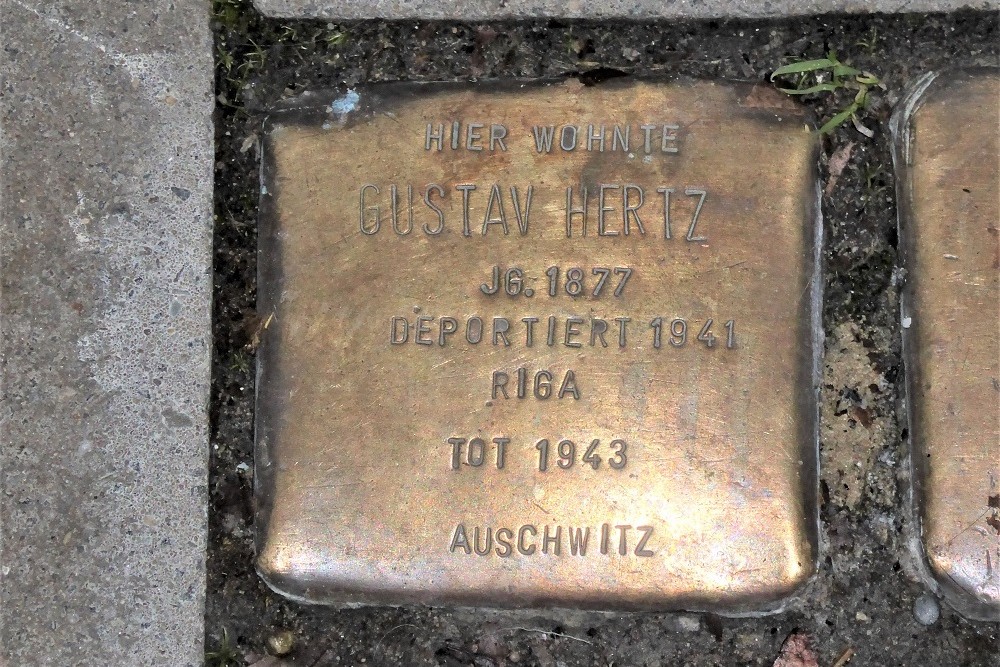 HIER WOHNTE
GUSTAV HERTZ
JG. 1877
DEPORTIERT 1941
RIGA
TOT 1943
AUSCHWITZ